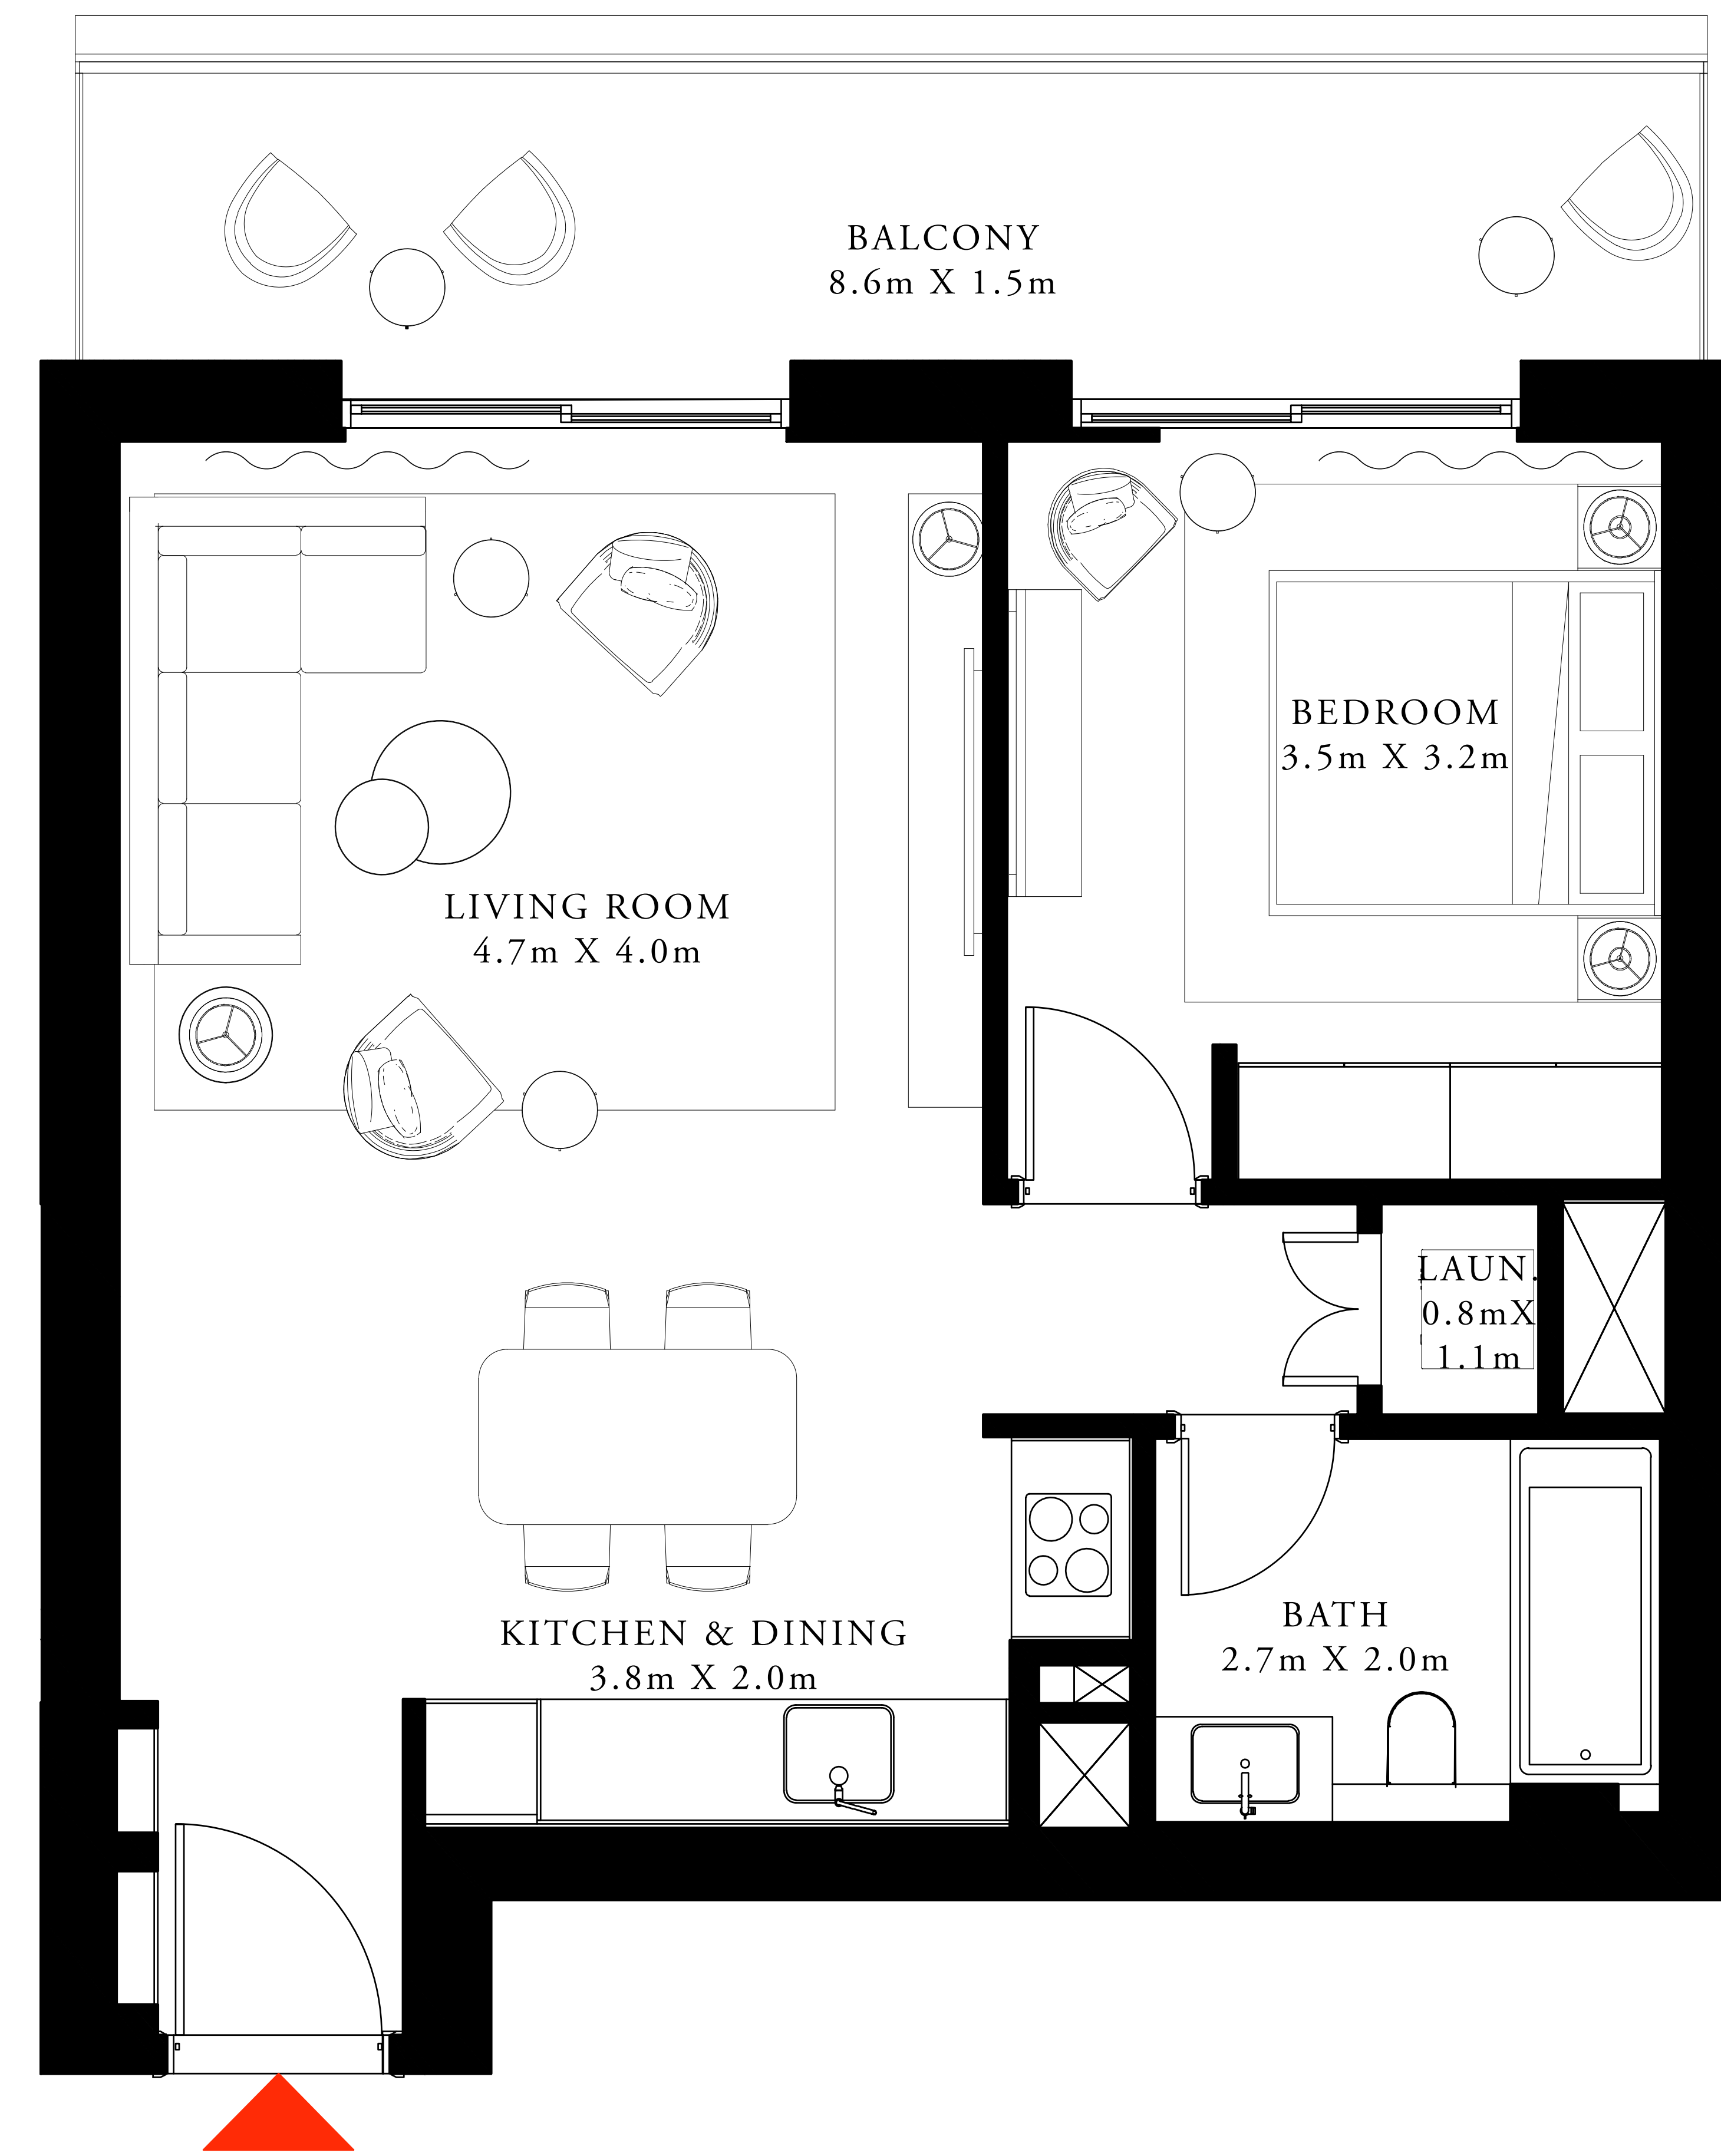 BALCONY
8.6m X 1.5m
BEDROOM
3.5m X 3.2m
LIVING ROOM
4.7m X 4.0m
LAUN.
0.8mX
1.1m
BATH
2.7m X 2.0m
KITCHEN & DINING
3.8m X 2.0m